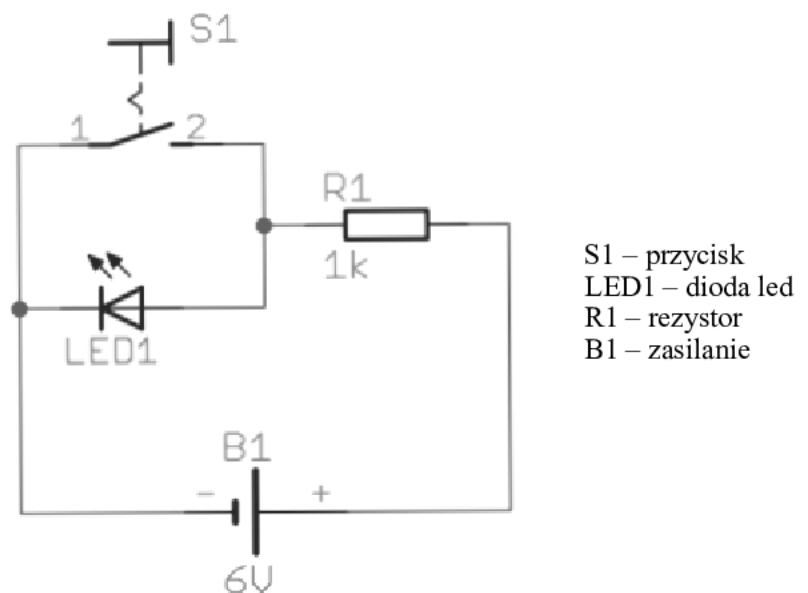 S1
1 2
R1
1k
LED1
B1
- +
6V
S1 – przycisk
LED1 – dioda led
R1 – rezystor
B1 – zasilanie